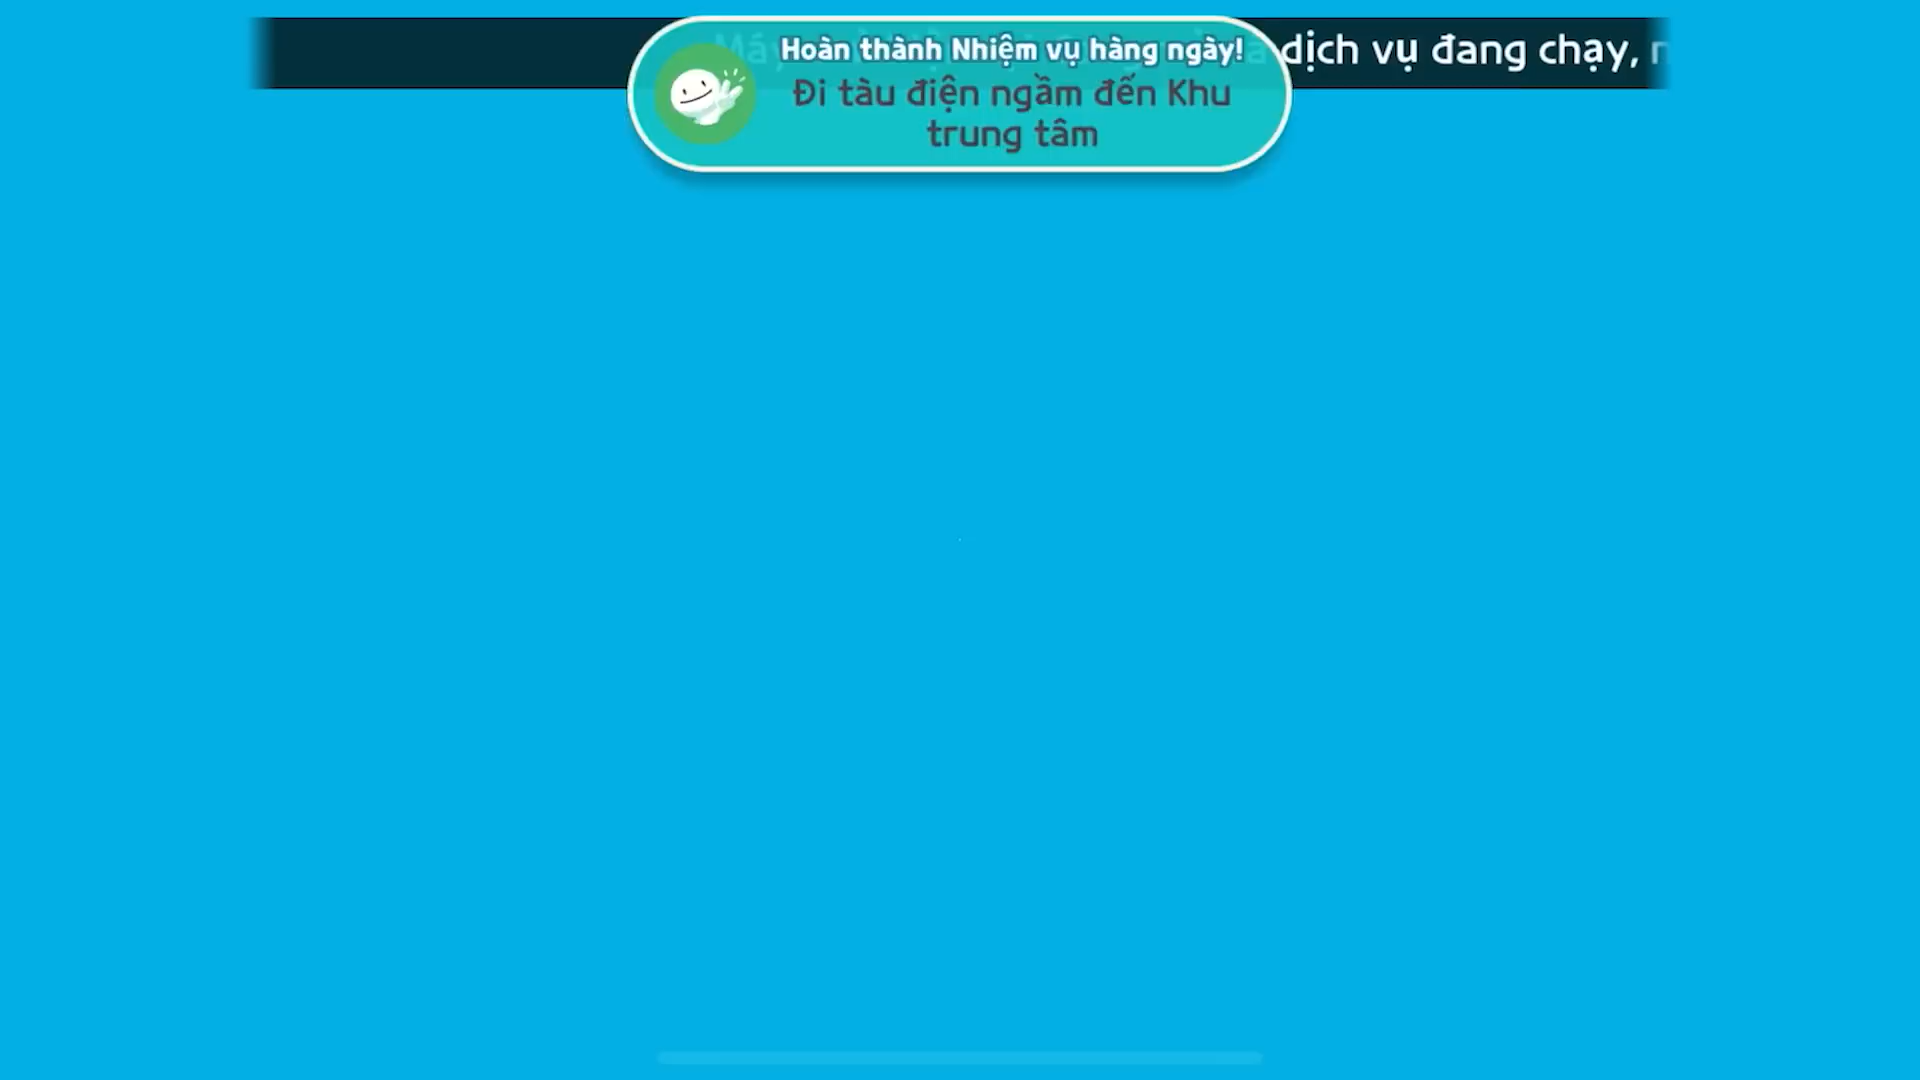 Hoàn thành Nhiệm vụ hàng ngày!
dịch vụ đang chạy,
Đi tàu điện ngầm đến Khu
trung tâm